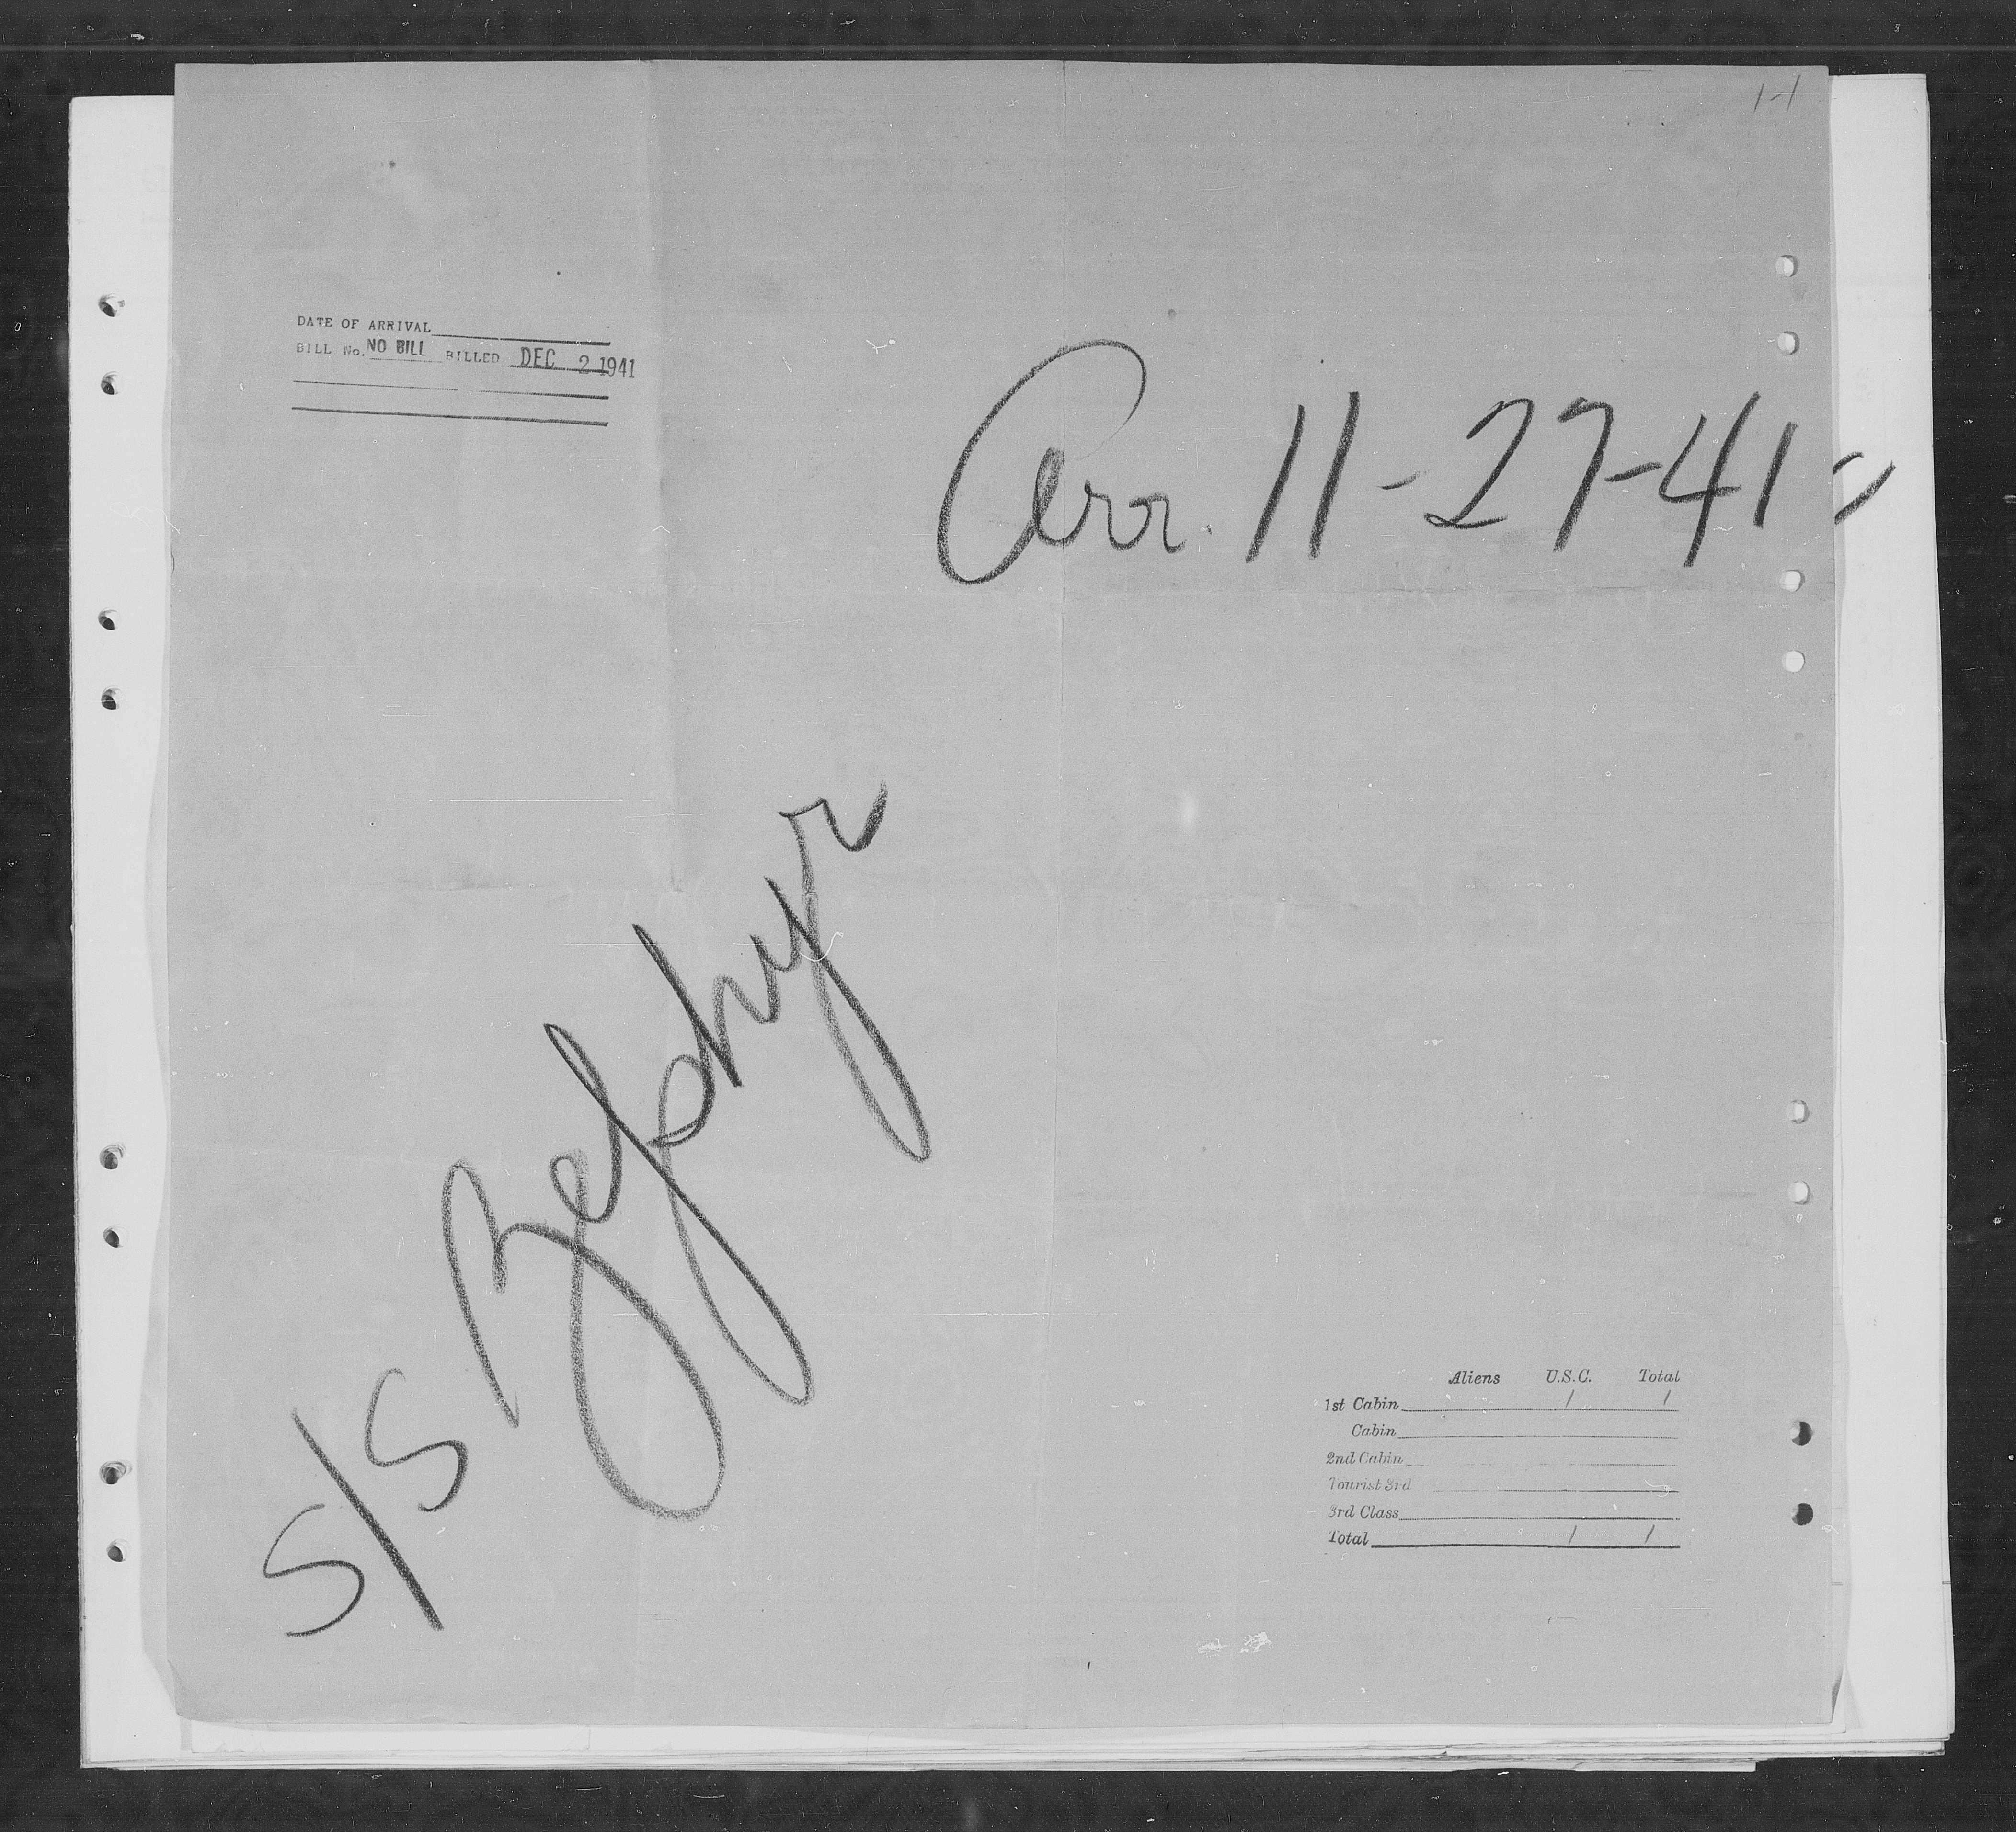 1-1
DATE OF ARRIVAL
BILL No. NO BILL BILLED DEC 2 1941
Arr. 11-27-41
S/S Zephyr
Aliens U.S.C. Total
1st Cabin 1 1
Cabin
2nd Cabin
Tourist 3rd
3rd Class
Total 1 1